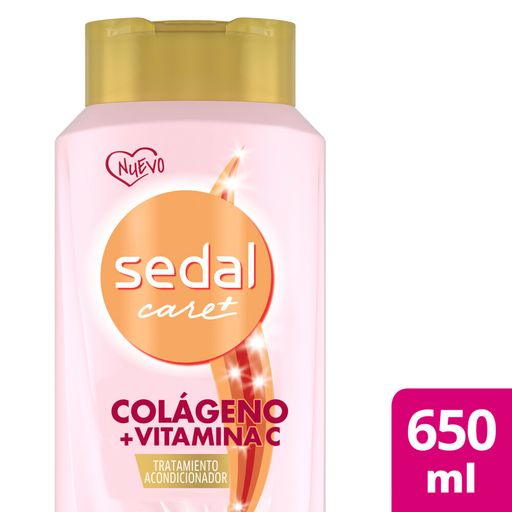 NUEVO
sedal
care+
COLÁGENO
+VITAMINA C
TRATAMIENTO
ACONDICIONADOR
650
ml